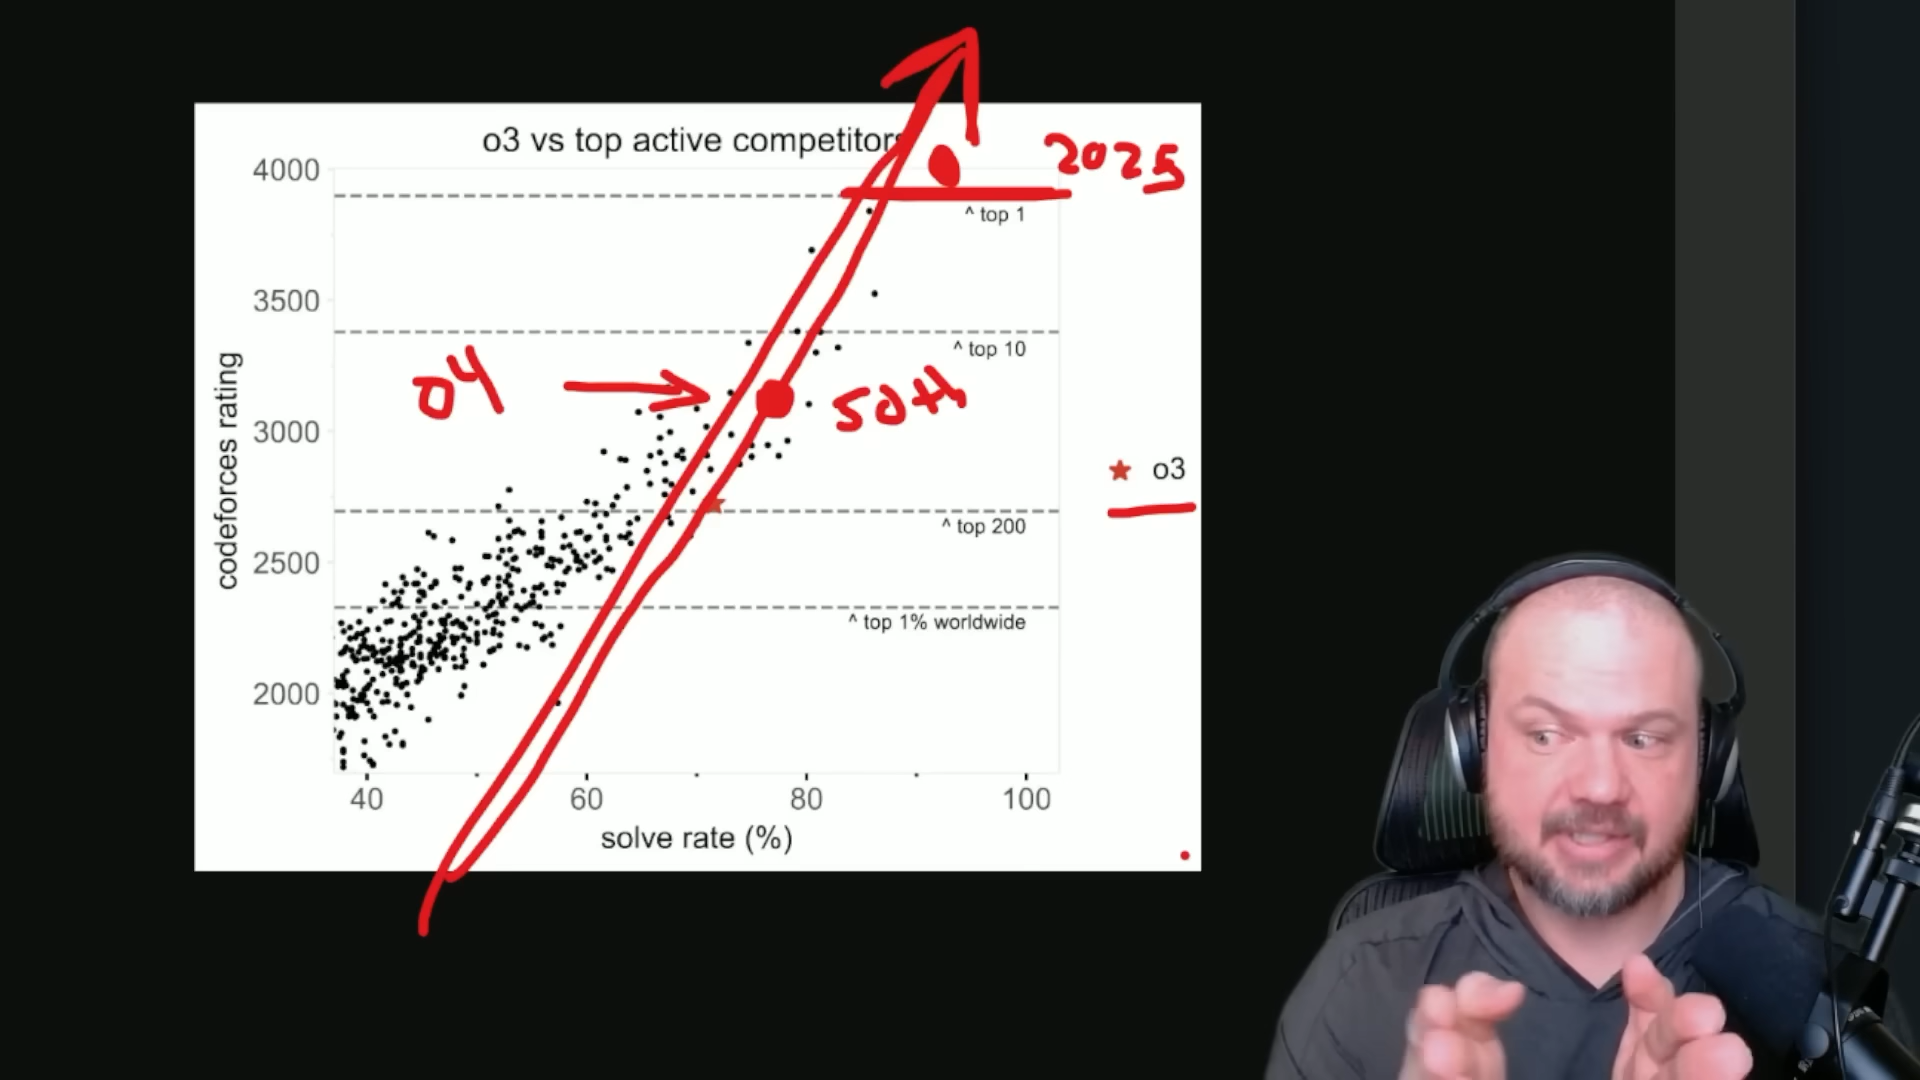 o3 vs top active competitors
2025
4000
^ top 1
3500
^ top 10
o4
50th
3000
o3
^ top 200
2500
^ top 1% worldwide
2000
codeforces rating
40 60 80 100
solve rate (%)